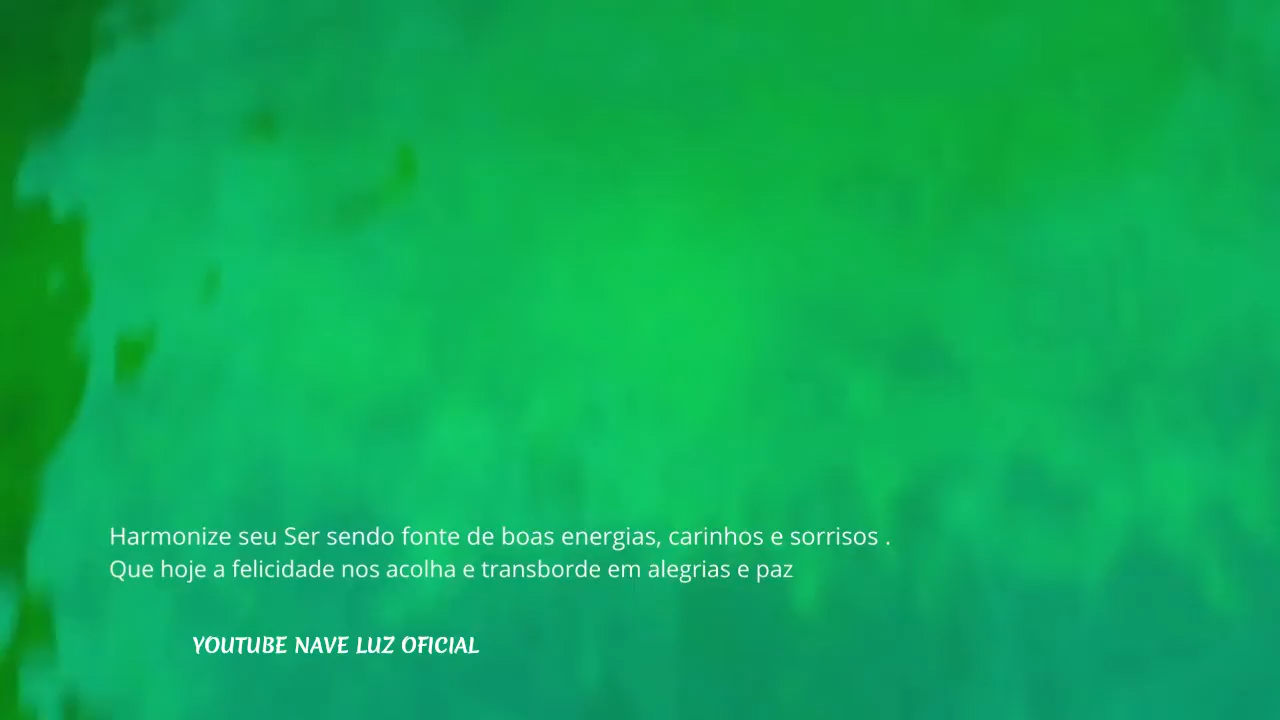 Harmonize seu Ser sendo fonte de boas energias, carinhos e sorrisos .
Que hoje a felicidade nos acolha e transborde em alegrias e paz
YOUTUBE NAVE LUZ OFICIAL